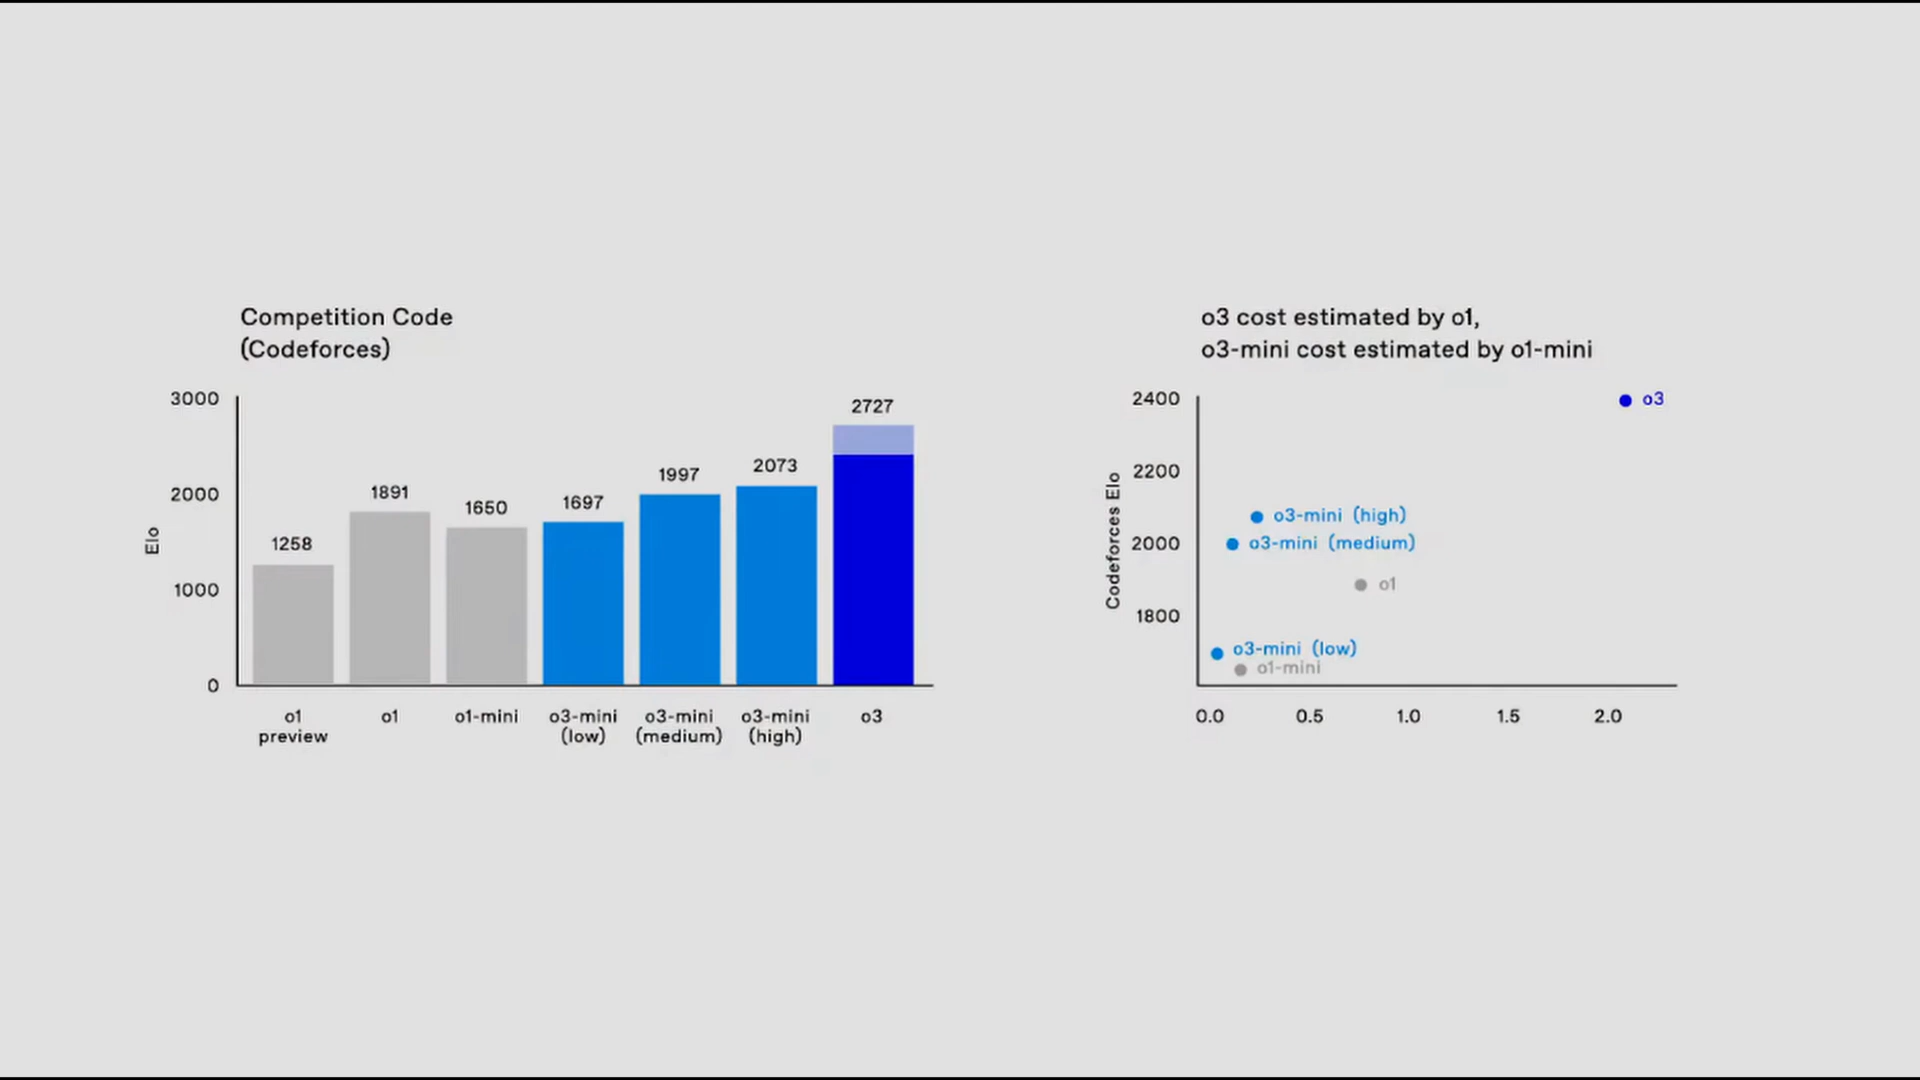 Competition Code
(Codeforces)
3000
2000
1000
0
Elo
1258
1891
1650
1697
1997
2073
2727
o1
preview
o1
o1-mini
o3-mini
(low)
o3-mini
(medium)
o3-mini
(high)
o3
o3 cost estimated by o1,
o3-mini cost estimated by o1-mini
2400
2200
2000
1800
Codeforces Elo
o3
o3-mini (high)
o3-mini (medium)
o1
o3-mini (low)
o1-mini
0.0 0.5 1.0 1.5 2.0